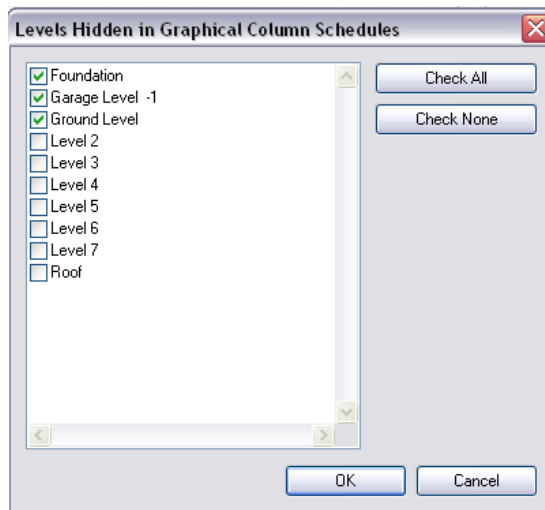 Levels Hidden in Graphical Column Schedules
Foundation
Garage Level -1
Ground Level
Level 2
Level 3
Level 4
Level 5
Level 6
Level 7
Roof
Check All
Check None
OK
Cancel